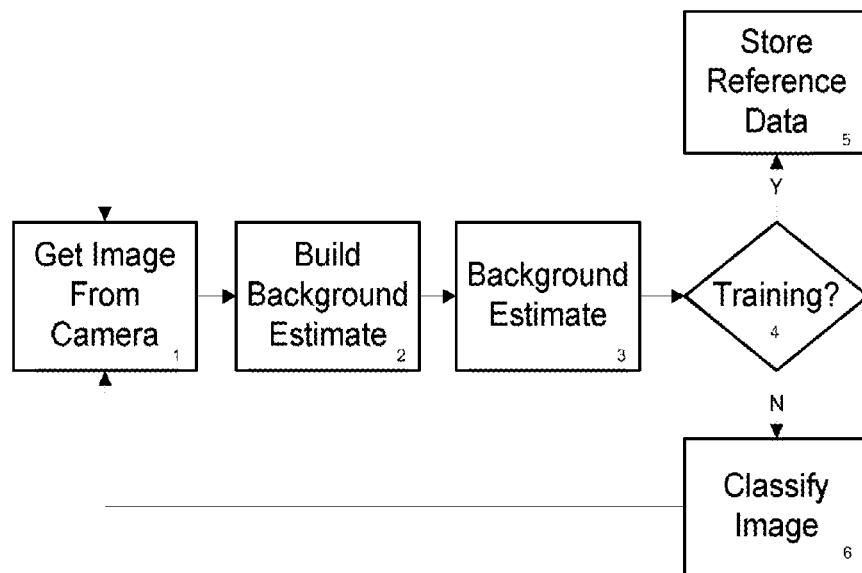 Store
Reference
Data
5
Y
Get Image
From
Camera
1
Build
Background
Estimate
2
Background
Estimate
3
Training?
4
N
Classify
Image
6